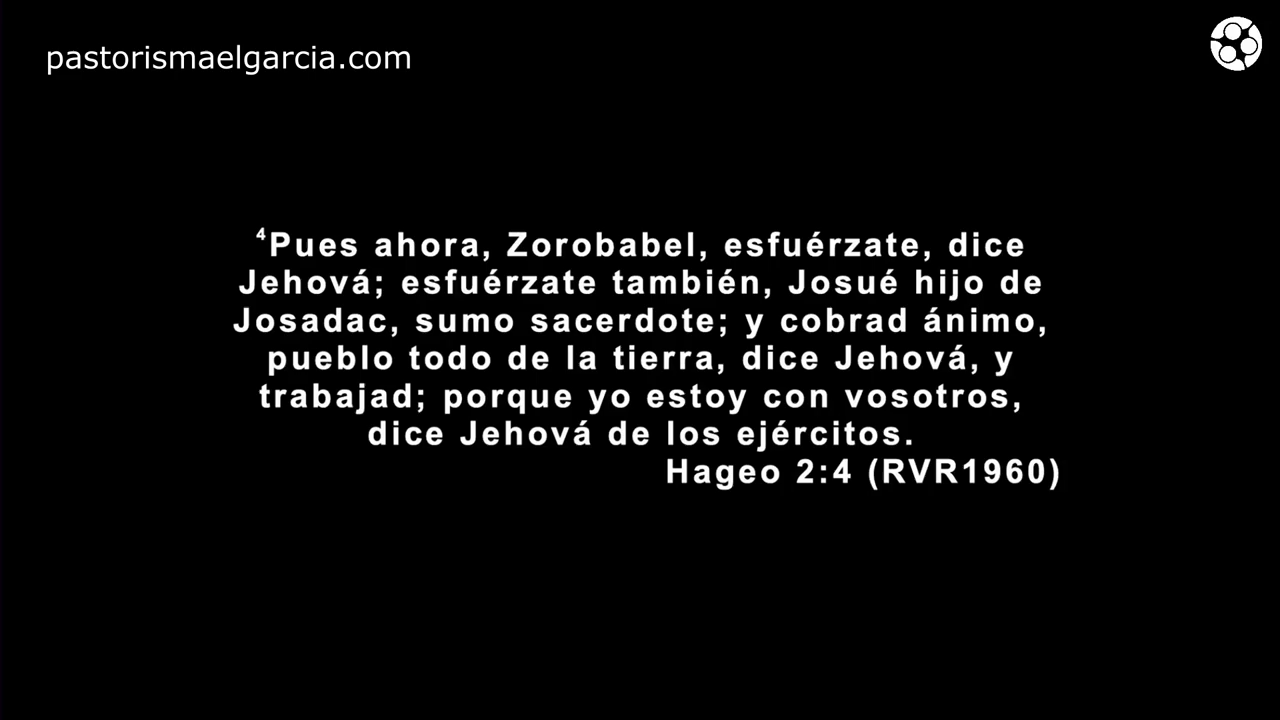 pastorismaelgarcia.com
⁴Pues ahora, Zorobabel, esfuérzate, dice
Jehová; esfuérzate también, Josué hijo de
Josadac, sumo sacerdote; y cobrad ánimo,
pueblo todo de la tierra, dice Jehová, y
trabajad; porque yo estoy con vosotros,
dice Jehová de los ejércitos.
Hageo 2:4 (RVR1960)